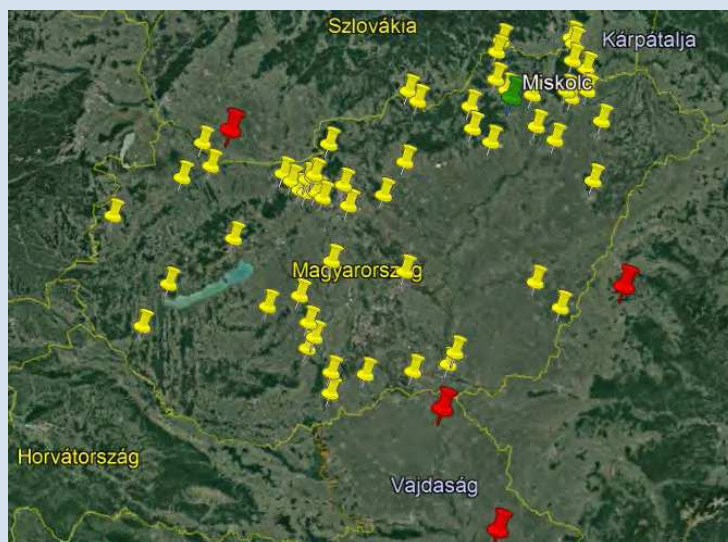 Szlovákia
Kárpátalja
Miskolc
Magyarország
Horvátország
Vajdaság